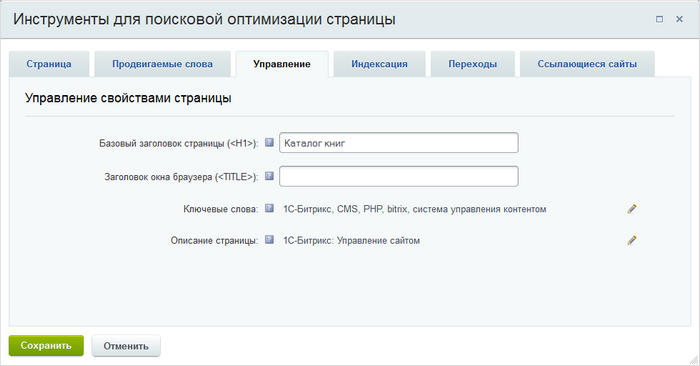 Инструменты для поисковой оптимизации страницы
Страница Продвигаемые слова Управление Индексация Переходы Ссылающиеся сайты
Управление свойствами страницы
Базовый заголовок страницы (<H1>): ? Каталог книг
Заголовок окна браузера (<TITLE>): ?
Ключевые слова: ? 1С-Битрикс, CMS, PHP, bitrix, система управления контентом
Описание страницы: ? 1С-Битрикс: Управление сайтом
Сохранить Отменить